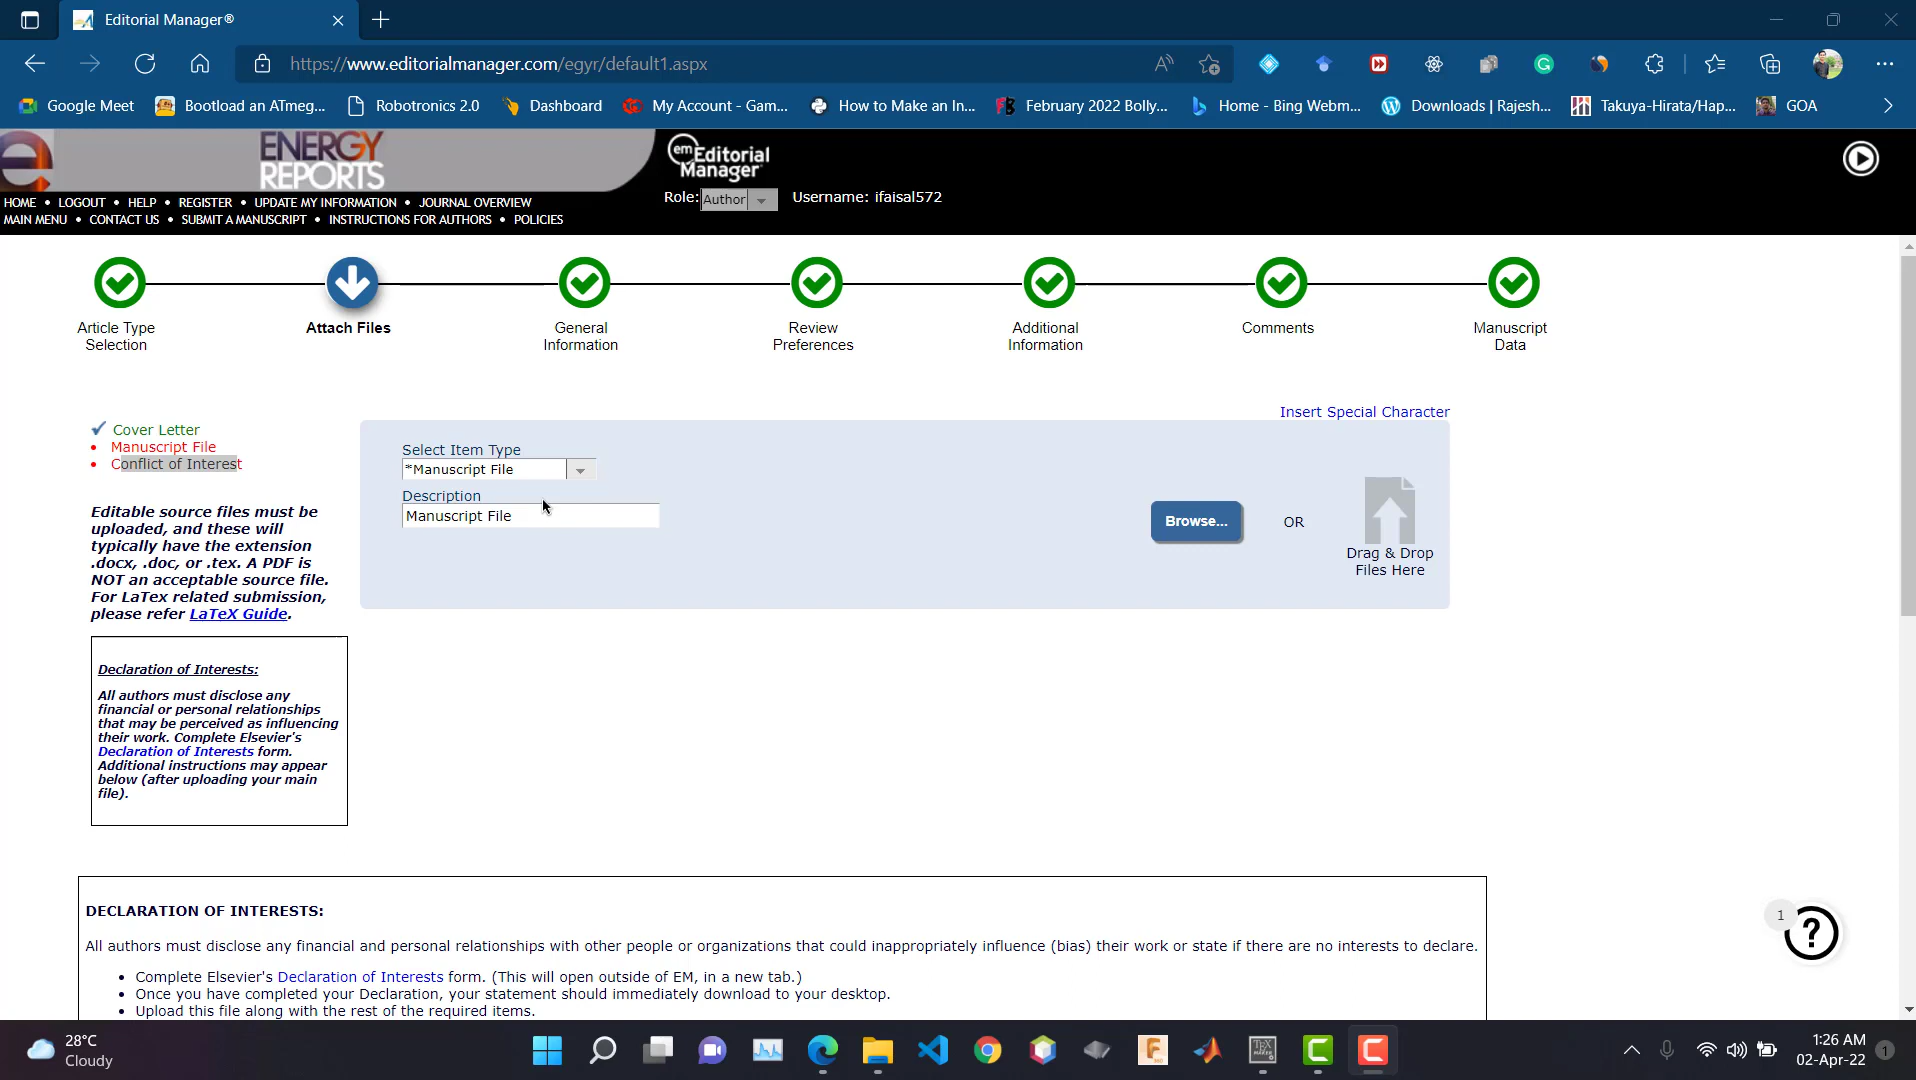 Editorial Manager®
https://www.editorialmanager.com/egyr/default1.aspx
Google Meet
Bootload an ATmeg...
Robotronics 2.0
Dashboard
My Account - Gam...
How to Make an In...
February 2022 Bolly...
Home - Bing Webm...
Downloads | Rajesh...
Takuya-Hirata/Hap...
GOA
ENERGY
REPORTS
em Editorial
Manager
Role: Author
Username: ifaisal572
HOME • LOGOUT • HELP • REGISTER • UPDATE MY INFORMATION • JOURNAL OVERVIEW
MAIN MENU • CONTACT US • SUBMIT A MANUSCRIPT • INSTRUCTIONS FOR AUTHORS • POLICIES
Article Type
Selection
Attach Files
General
Information
Review
Preferences
Additional
Information
Comments
Manuscript
Data
Insert Special Character
Cover Letter
• Manuscript File
• Conflict of Interest
Select Item Type
*Manuscript File
Description
Manuscript File
Browse...
OR
Drag & Drop
Files Here
Editable source files must be
uploaded, and these will
typically have the extension
.docx, .doc, or .tex. A PDF is
NOT an acceptable source file.
For LaTex related submission,
please refer LaTeX Guide.
Declaration of Interests:
All authors must disclose any
financial or personal relationships
that may be perceived as influencing
their work. Complete Elsevier's
Declaration of Interests form.
Additional instructions may appear
below (after uploading your main
file).
DECLARATION OF INTERESTS:
All authors must disclose any financial and personal relationships with other people or organizations that could inappropriately influence (bias) their work or state if there are no interests to declare.
• Complete Elsevier's Declaration of Interests form. (This will open outside of EM, in a new tab.)
• Once you have completed your Declaration, your statement should immediately download to your desktop.
• Upload this file along with the rest of the required items.
1
?
28°C
Cloudy
1:26 AM
02-Apr-22
1